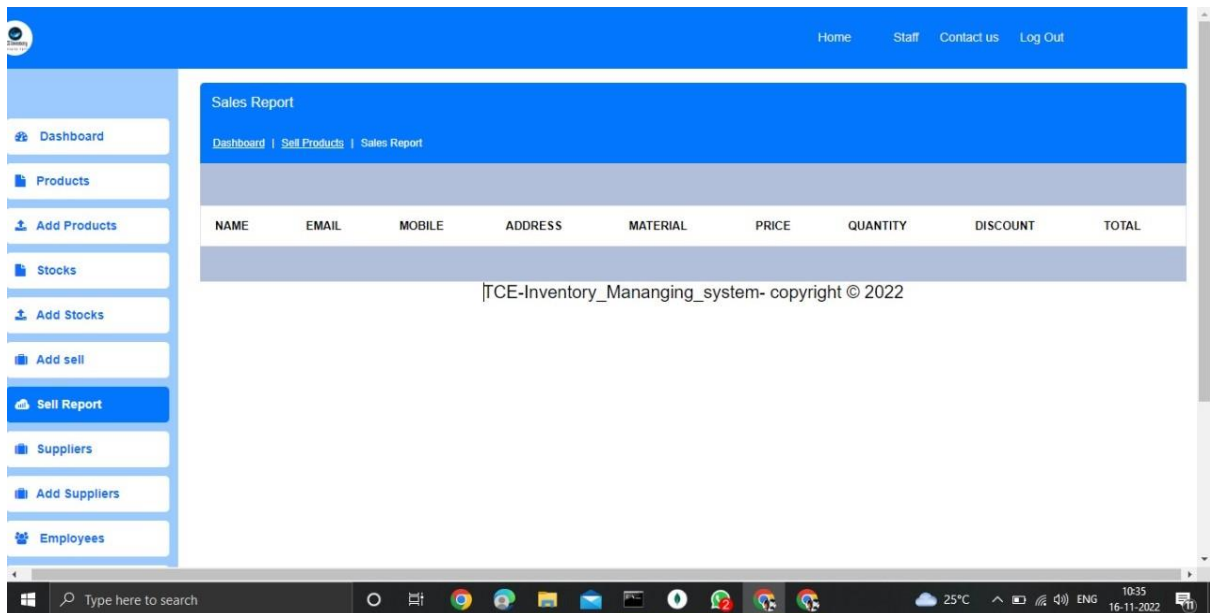 Home Staff Contact us Log Out
Sales Report
Dashboard | Sell Products | Sales Report
NAME EMAIL MOBILE ADDRESS MATERIAL PRICE QUANTITY DISCOUNT TOTAL
TCE-Inventory_Mananging_system- copyright © 2022
Dashboard
Products
Add Products
Stocks
Add Stocks
Add sell
Sell Report
Suppliers
Add Suppliers
Employees
Type here to search
25°C
ENG
10:35
16-11-2022